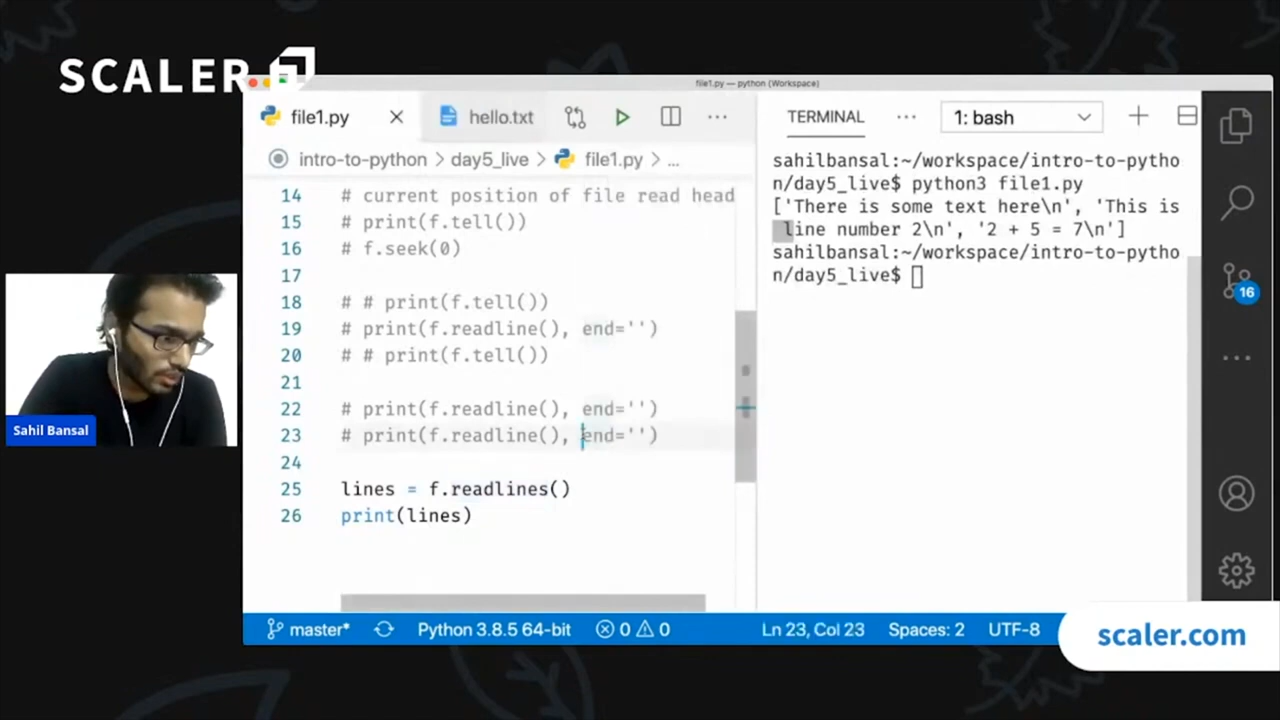 SCALER
file1.py — python (Workspace)
file1.py
hello.txt
intro-to-python > day5_live > file1.py > ...
14 # current position of file read head
15 # print(f.tell())
16 # f.seek(0)
17
18 # # print(f.tell())
19 # print(f.readline(), end='')
20 # # print(f.tell())
21
22 # print(f.readline(), end='')
23 # print(f.readline(), end='')
24
25 lines = f.readlines()
26 print(lines)
TERMINAL
1: bash
sahilbansal:~/workspace/intro-to-pytho
n/day5_live$ python3 file1.py
['There is some text here\n', 'This is
line number 2\n', '2 + 5 = 7\n']
sahilbansal:~/workspace/intro-to-pytho
n/day5_live$
16
Sahil Bansal
master* Python 3.8.5 64-bit 0 0 Ln 23, Col 23 Spaces: 2 UTF-8
scaler.com